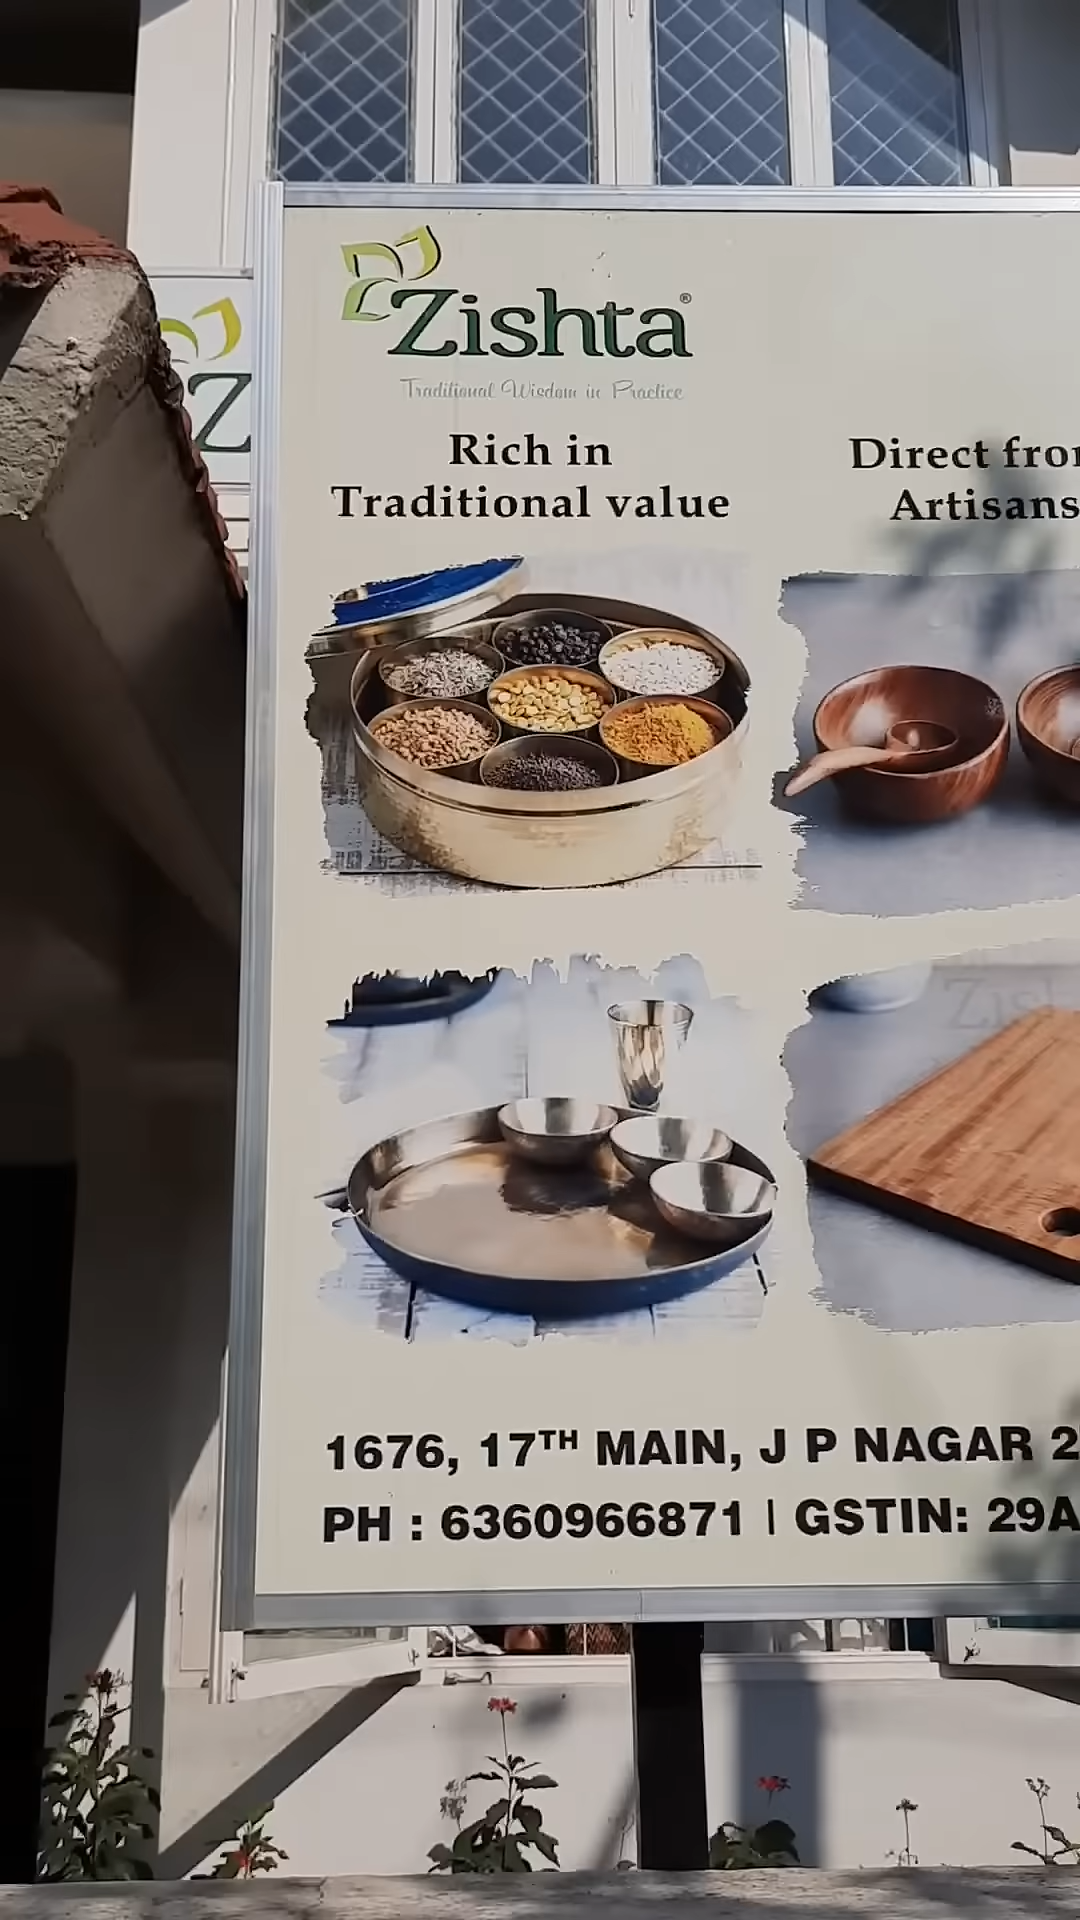 Zishta®
Traditional Wisdom in Practice
Rich in
Traditional value
Direct from
Artisans
Z
1676, 17TH MAIN, J P NAGAR 2
PH : 6360966871 | GSTIN: 29A